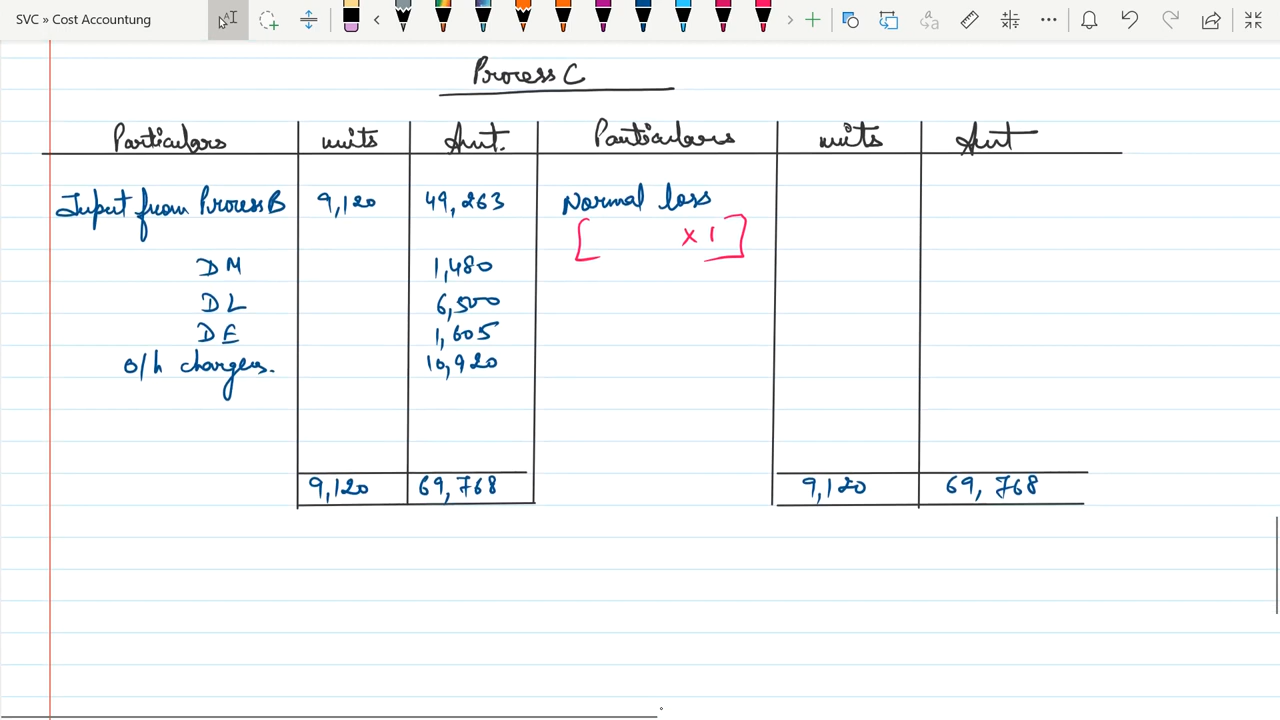 SVC » Cost Accountung
Process C
Particulars units Amt. Particulars units Amt
Input from Process B 9,120 49,263 Normal loss
[ x 1 ]
DM 1,480
DL 6,500
DE 1,605
o/h charges. 10,920
9,120 69,768 9,120 69,768